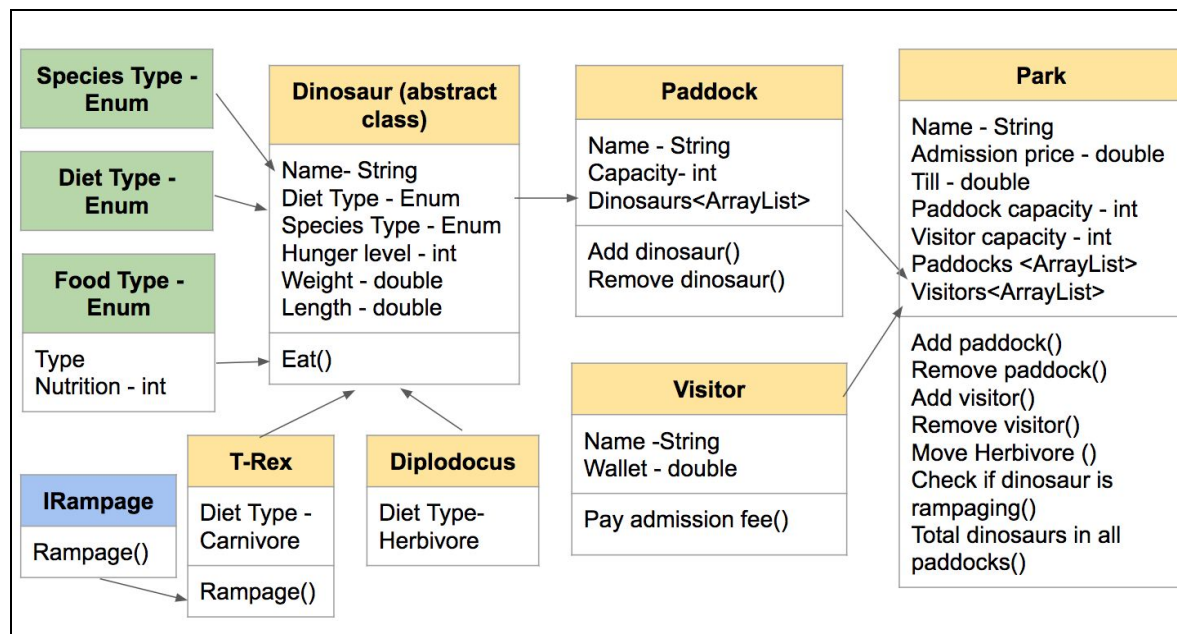 Species Type -
Enum
Diet Type -
Enum
Food Type -
Enum
Type
Nutrition - int
Dinosaur (abstract
class)
Name- String
Diet Type - Enum
Species Type - Enum
Hunger level - int
Weight - double
Length - double
Eat()
Paddock
Name - String
Capacity- int
Dinosaurs<ArrayList>
Add dinosaur()
Remove dinosaur()
Park
Name - String
Admission price - double
Till - double
Paddock capacity - int
Visitor capacity - int
Paddocks <ArrayList>
Visitors<ArrayList>
Add paddock()
Remove paddock()
Add visitor()
Remove visitor()
Move Herbivore ()
Check if dinosaur is
rampaging()
Total dinosaurs in all
paddocks()
Visitor
Name -String
Wallet - double
Pay admission fee()
IRampage
Rampage()
T-Rex
Diet Type -
Carnivore
Rampage()
Diplodocus
Diet Type-
Herbivore